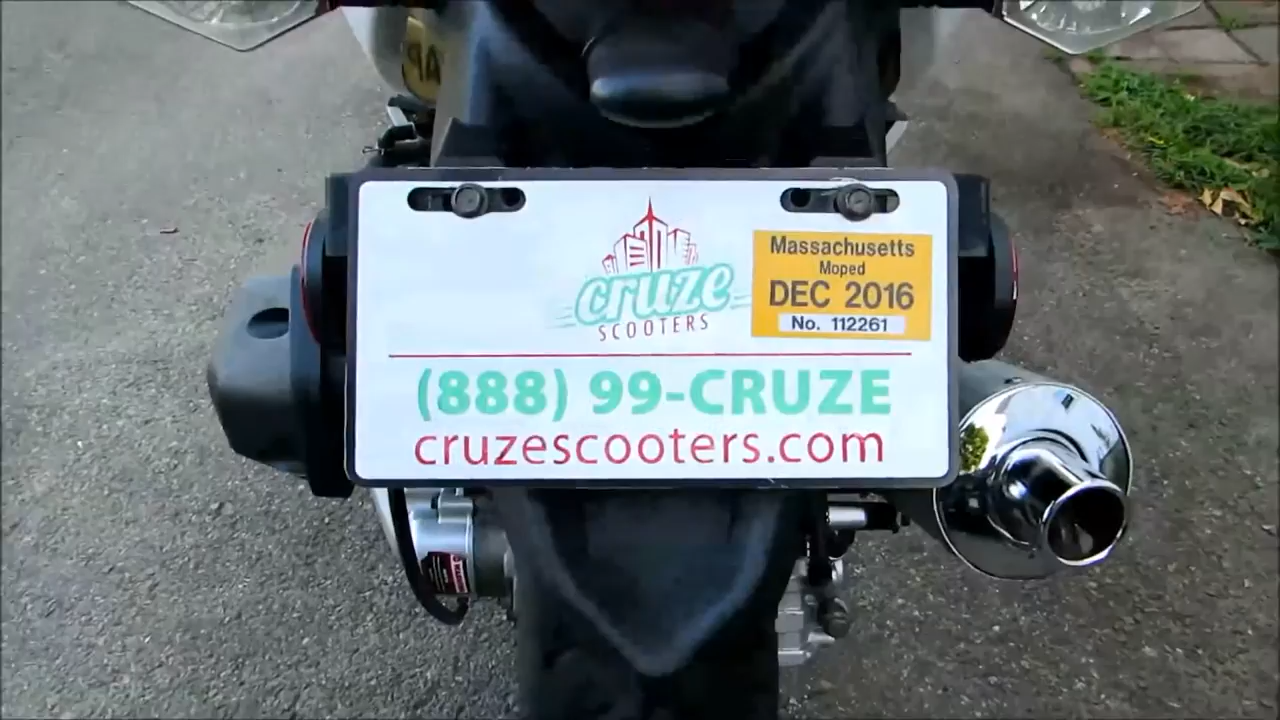 cruze
SCOOTERS
Massachusetts
Moped
DEC 2016
No. 112261
(888) 99-CRUZE
cruzescooters.com